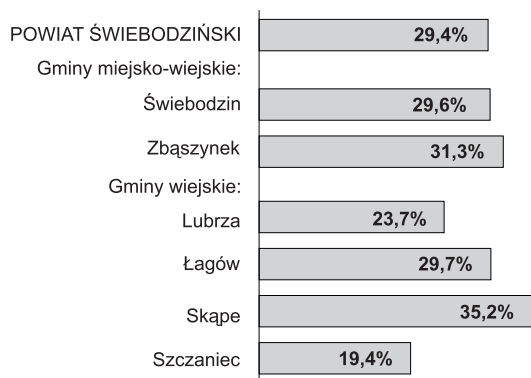 POWIAT ŚWIEBODZIŃSKI 29,4%
Gminy miejsko-wiejskie:
Świebodzin 29,6%
Zbąszynek 31,3%
Gminy wiejskie:
Lubrza 23,7%
Łagów 29,7%
Skąpe 35,2%
Szczaniec 19,4%